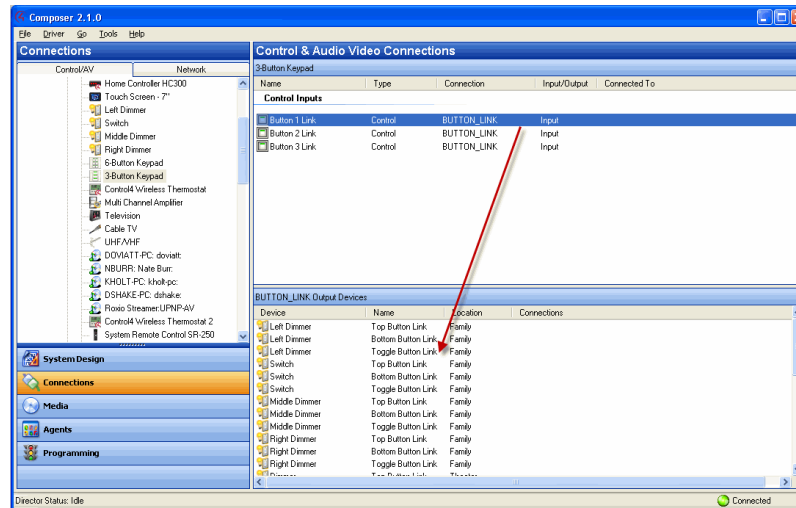 Composer 2.1.0
File Driver Go Tools Help
Connections
Control/AV Network
Home Controller HC300
Touch Screen - 7"
Left Dimmer
Switch
Middle Dimmer
Right Dimmer
6-Button Keypad
3-Button Keypad
Control4 Wireless Thermostat
Multi Channel Amplifier
Television
Cable TV
UHF/VHF
DOVIATT-PC: doviatt:
NBURR: Nate Burr:
KHOLT-PC: kholt-pc:
DSHAKE-PC: dshake:
Roxio Streamer:UPNP-AV
Control4 Wireless Thermostat 2
System Remote Control SR-250
System Design
Connections
Media
Agents
Programming
Control & Audio Video Connections
3-Button Keypad
Name Type Connection Input/Output Connected To
Control Inputs
Button 1 Link Control BUTTON_LINK Input
Button 2 Link Control BUTTON_LINK Input
Button 3 Link Control BUTTON_LINK Input
BUTTON_LINK Output Devices
Device Name Location Connections
Left Dimmer Top Button Link Family
Left Dimmer Bottom Button Link Family
Left Dimmer Toggle Button Link Family
Switch Top Button Link Family
Switch Bottom Button Link Family
Switch Toggle Button Link Family
Middle Dimmer Top Button Link Family
Middle Dimmer Bottom Button Link Family
Middle Dimmer Toggle Button Link Family
Right Dimmer Top Button Link Family
Right Dimmer Bottom Button Link Family
Right Dimmer Toggle Button Link Family
Dimmer Top Button Link Theater
Director Status: Idle
Connected